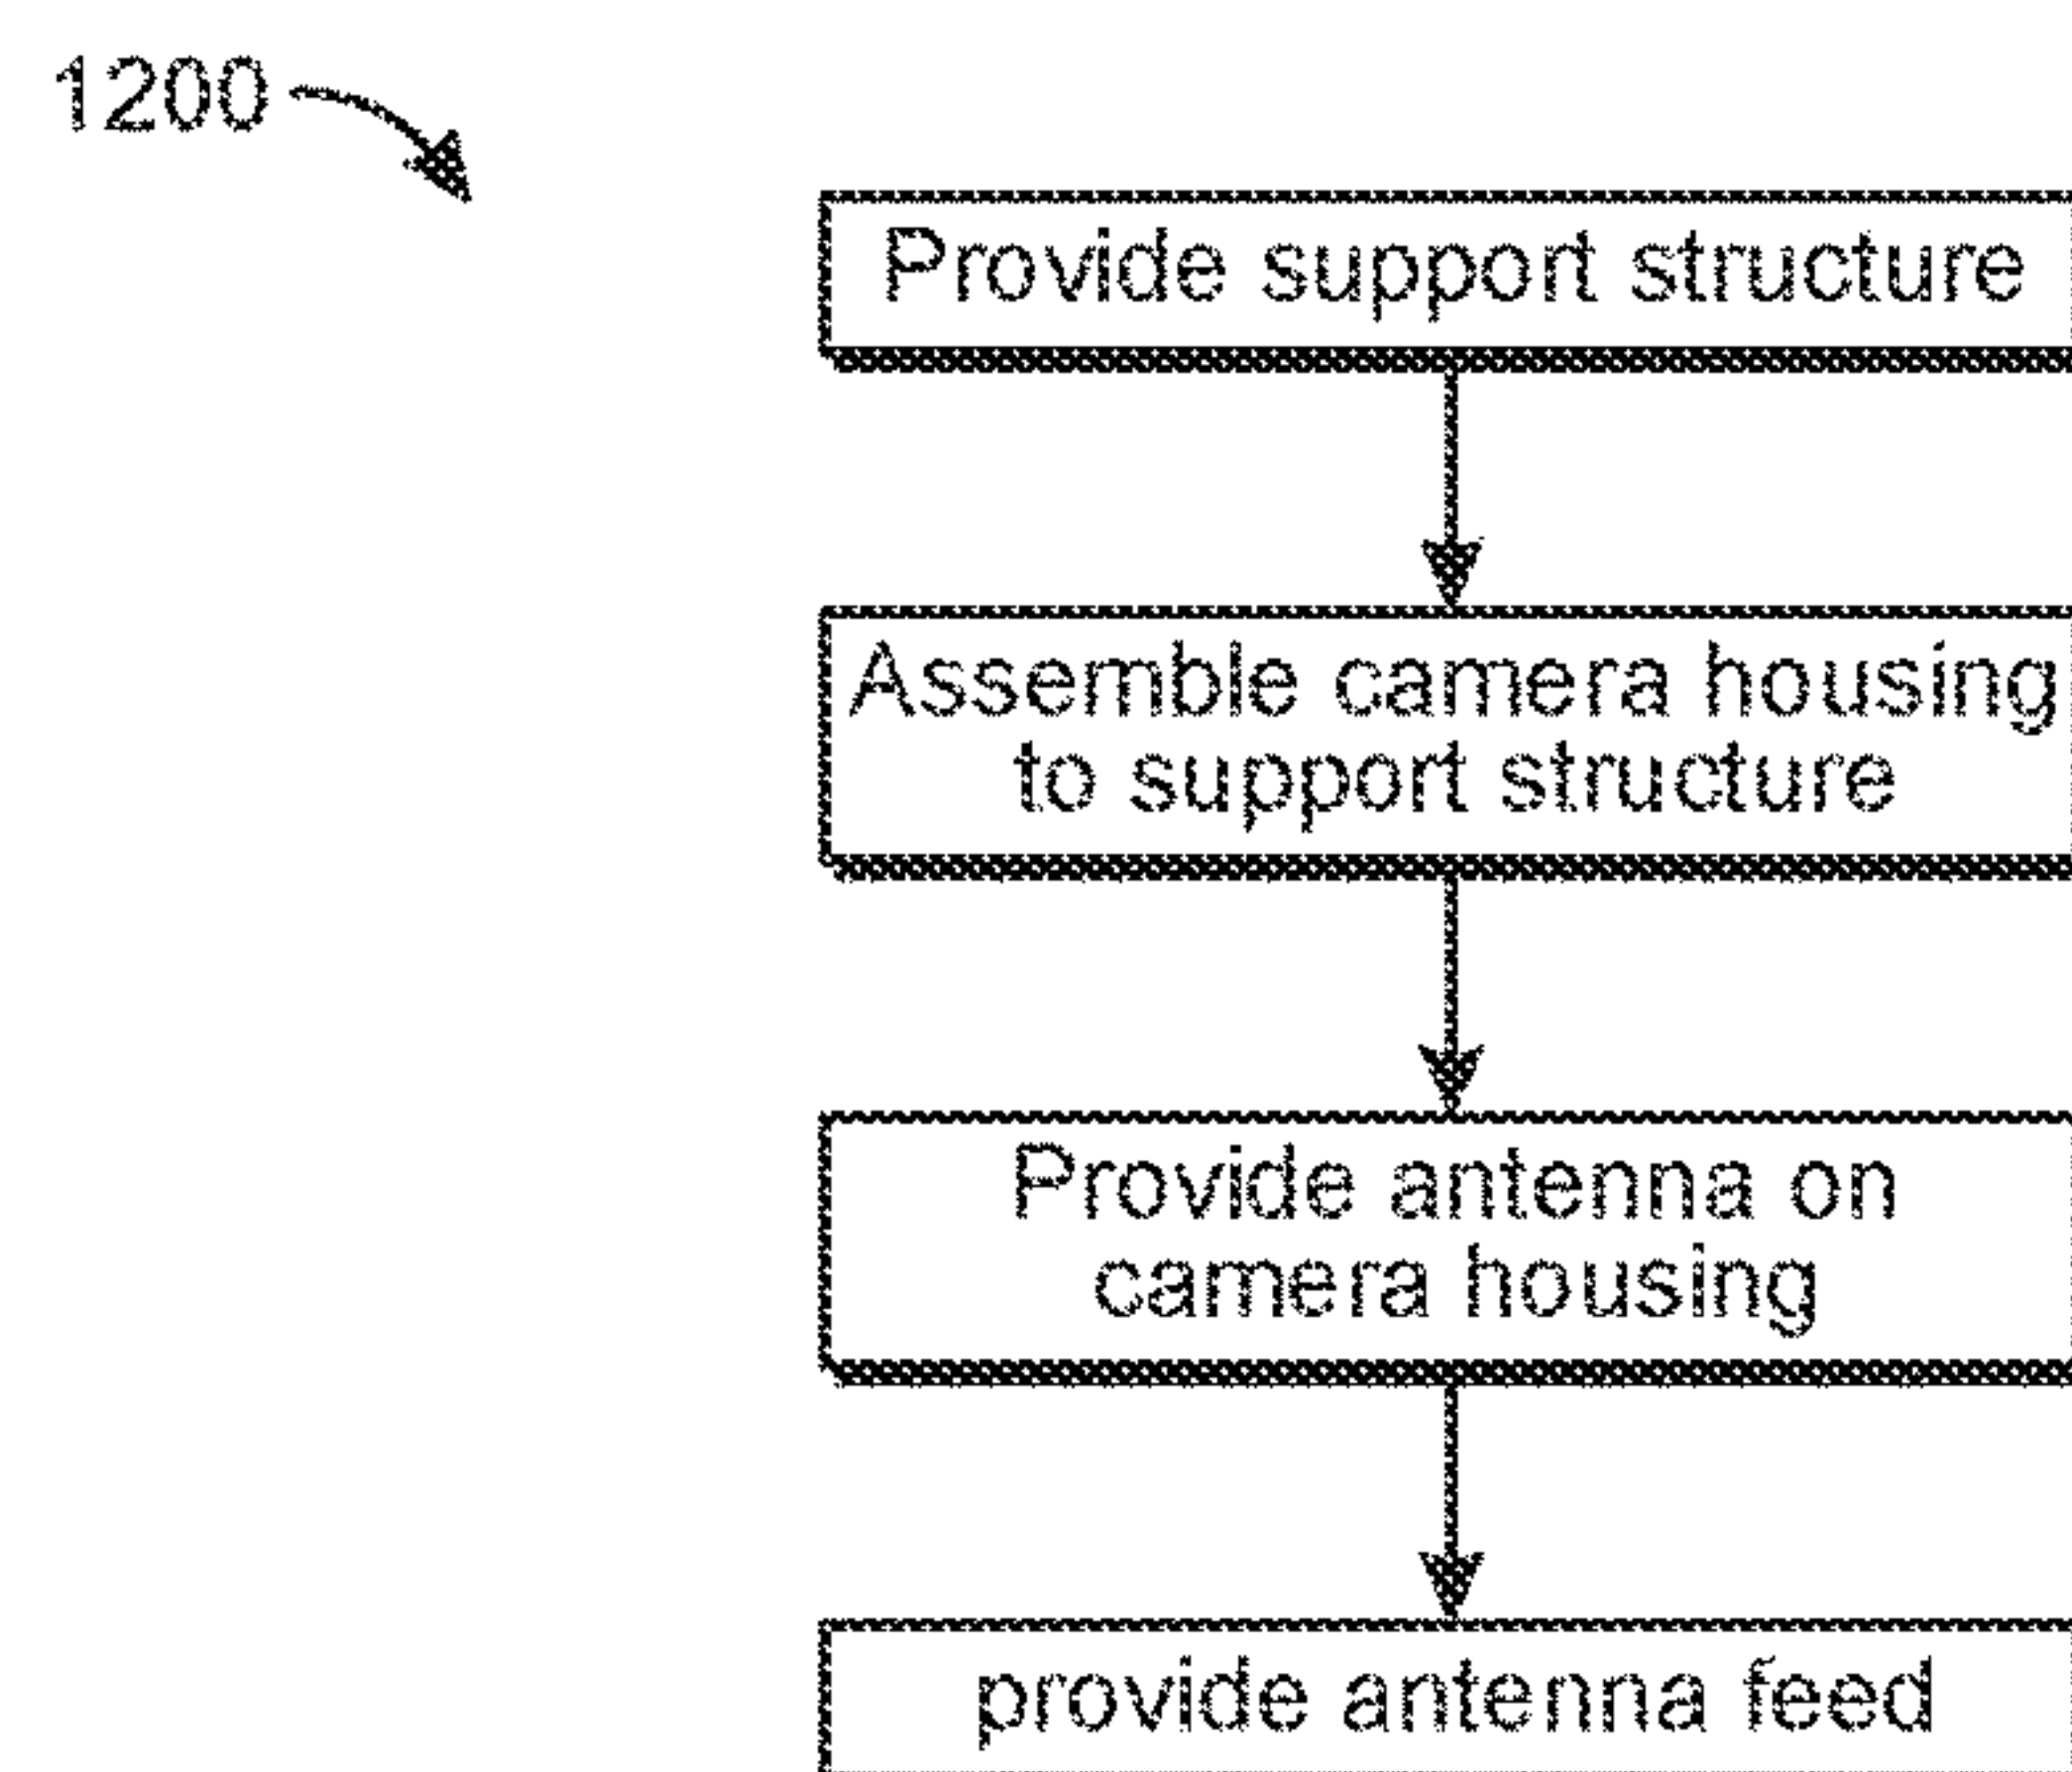 1200
Provide support structure
Assemble camera housing
to support structure
Provide antenna on
camera housing
provide antenna feed